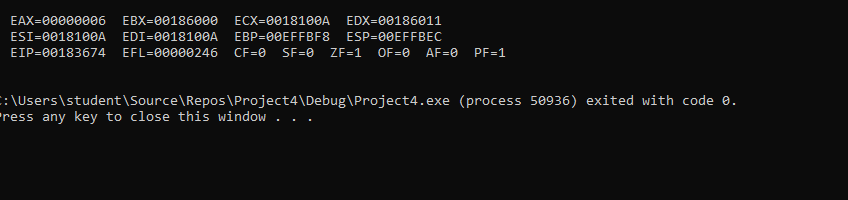 EAX=00000006  EBX=00186000  ECX=0018100A  EDX=00186011
ESI=0018100A  EDI=0018100A  EBP=00EFFBF8  ESP=00EFFBEC
EIP=00183674  EFL=00000246  CF=0  SF=0  ZF=1  OF=0  AF=0  PF=1
C:\Users\student\Source\Repos\Project4\Debug\Project4.exe (process 50936) exited with code 0.
Press any key to close this window . . .